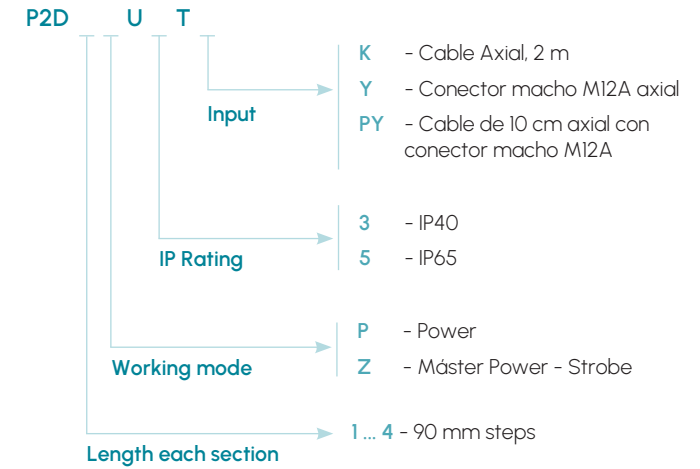 P2D U T
K - Cable Axial, 2 m
Y - Conector macho M12A axial
Input
PY - Cable de 10 cm axial con
conector macho M12A
3 - IP40
IP Rating
5 - IP65
P - Power
Working mode
Z - Máster Power - Strobe
1 ... 4 - 90 mm steps
Length each section